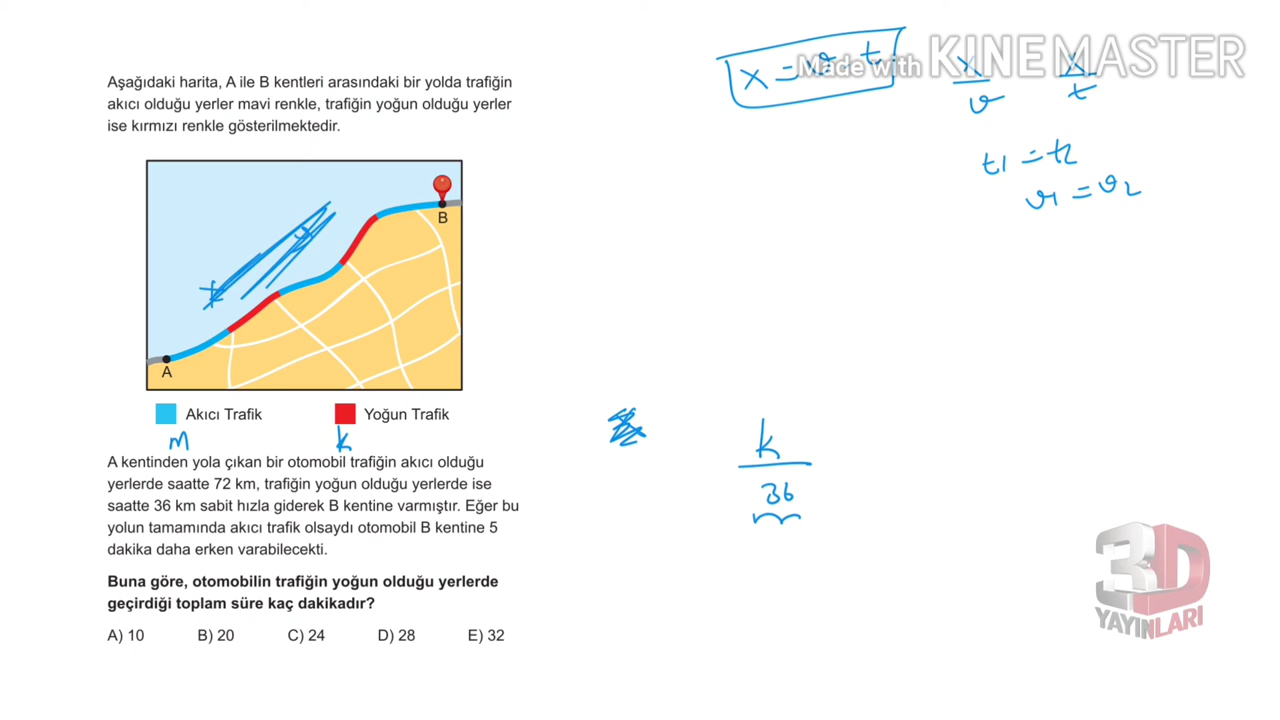 Aşağıdaki harita, A ile B kentleri arasındaki bir yolda trafiğin
akıcı olduğu yerler mavi renkle, trafiğin yoğun olduğu yerler
ise kırmızı renkle gösterilmektedir.
B
A
Akıcı Trafik
Yoğun Trafik
m
k
A kentinden yola çıkan bir otomobil trafiğin akıcı olduğu
yerlerde saatte 72 km, trafiğin yoğun olduğu yerlerde ise
saatte 36 km sabit hızla giderek B kentine varmıştır. Eğer bu
yolun tamamında akıcı trafik olsaydı otomobil B kentine 5
dakika daha erken varabilecekti.
Buna göre, otomobilin trafiğin yoğun olduğu yerlerde
geçirdiği toplam süre kaç dakikadır?
A) 10 B) 20 C) 24 D) 28 E) 32
x = v . t
Made with KINEMASTER
x
v
x
t
t1 = t2
v1 = v2
k
36
3D
YAYINLARI